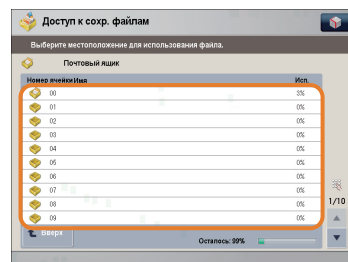 Доступ к сохр. файлам
Выберите местоположение для использования файла.
Почтовый ящик
Номер ячейки Имя Исп.
00 3%
01 0%
02 0%
03 0%
04 0%
05 0%
06 0%
07 0%
08 0%
09 0%
1/10
Вверх
Осталось: 99%